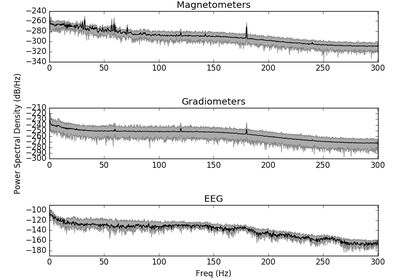 Magnetometers
−240
−260
−280
−300
−320
−340
0 50 100 150 200 250 300
Power Spectral Density (dB/Hz)
Gradiometers
−210
−220
−230
−240
−250
−260
−270
−280
−290
−300
0 50 100 150 200 250 300
EEG
−100
−120
−140
−160
−180
0 50 100 150 200 250 300
Freq (Hz)